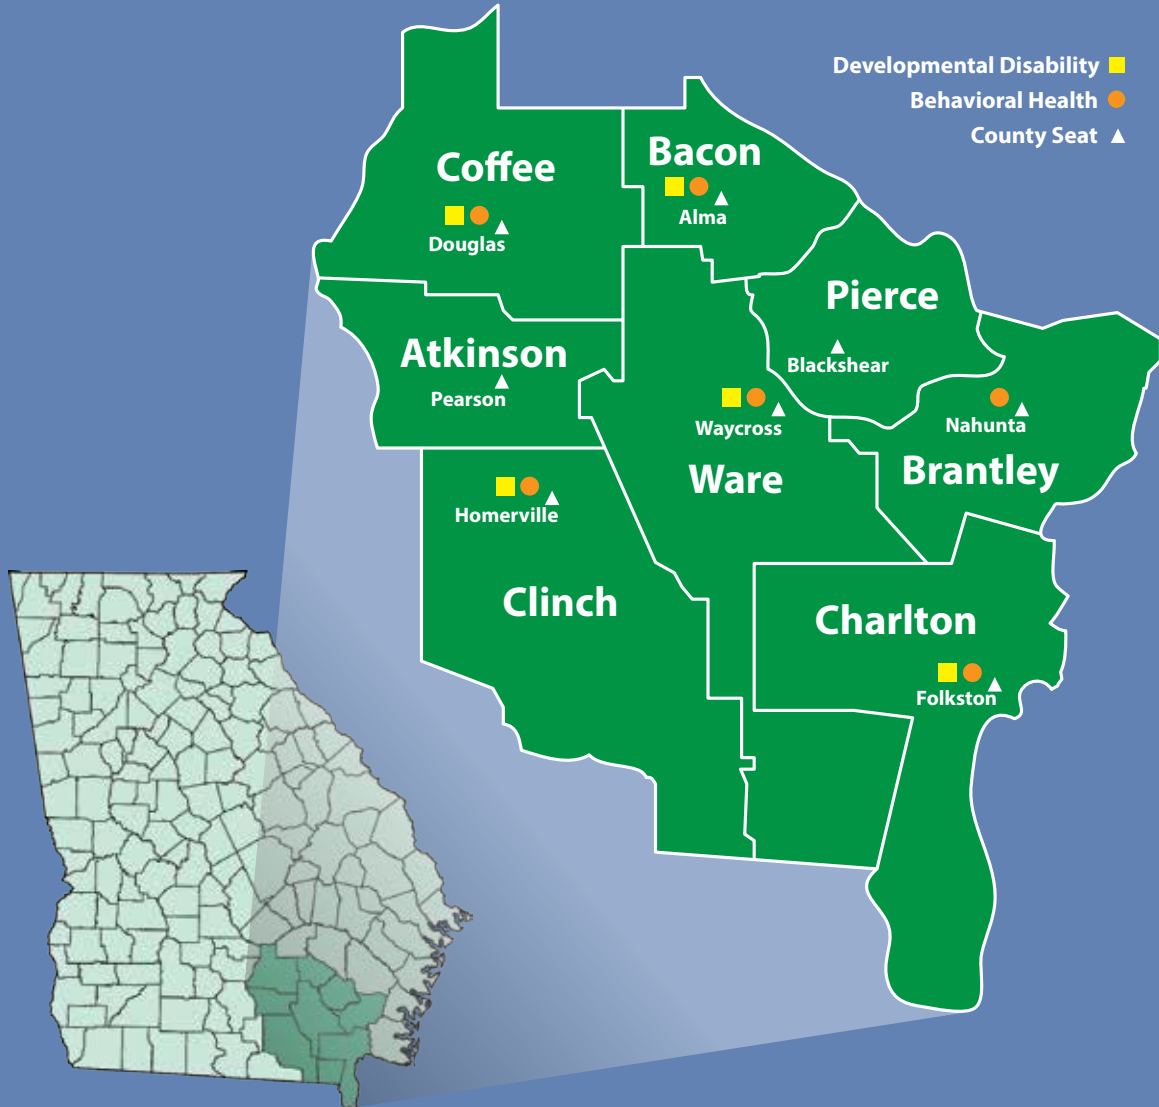 Developmental Disability
Behavioral Health
County Seat
Coffee
Douglas
Bacon
Alma
Pierce
Blackshear
Atkinson
Pearson
Waycross
Ware
Nahunta
Brantley
Homerville
Clinch
Charlton
Folkston